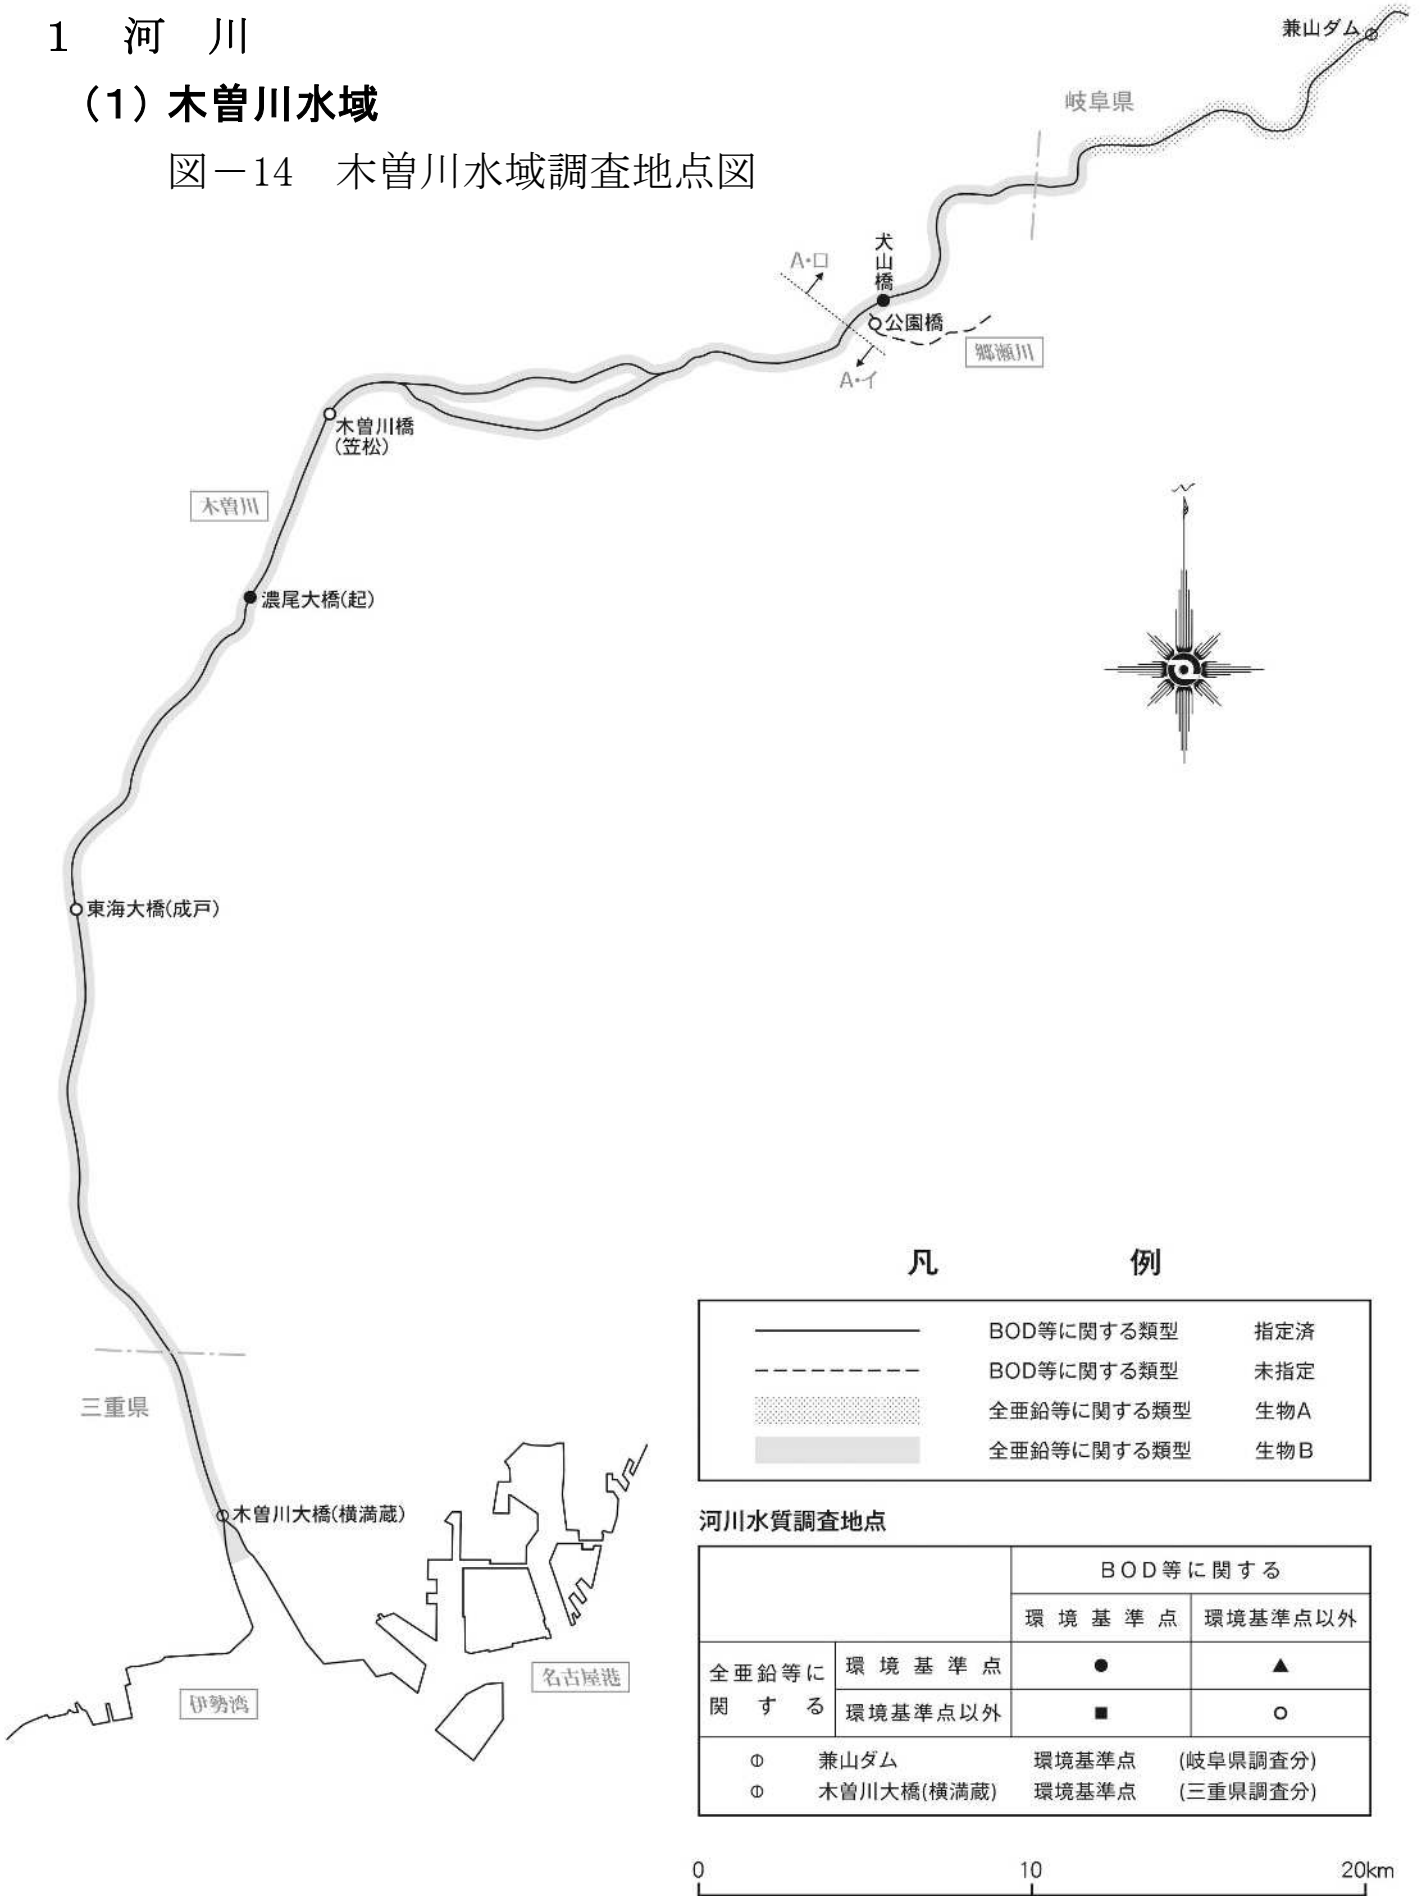 1 河 川
(1) 木曽川水域
図－14 木曽川水域調査地点図
兼山ダム
岐阜県
犬山橋
A・ロ
公園橋
郷瀬川
A・イ
木曽川橋
(笠松)
木曽川
N
濃尾大橋(起)
東海大橋(成戸)
三重県
木曽川大橋(横満蔵)
名古屋港
伊勢湾
凡 例
BOD等に関する類型 指定済
BOD等に関する類型 未指定
全亜鉛等に関する類型 生物A
全亜鉛等に関する類型 生物B
河川水質調査地点
BOD等に関する
環境基準点 環境基準点以外
全亜鉛等に関する 環境基準点 ● ▲
環境基準点以外 ■ ○
⦶ 兼山ダム 環境基準点 (岐阜県調査分)
⦶ 木曽川大橋(横満蔵) 環境基準点 (三重県調査分)
0 10 20km